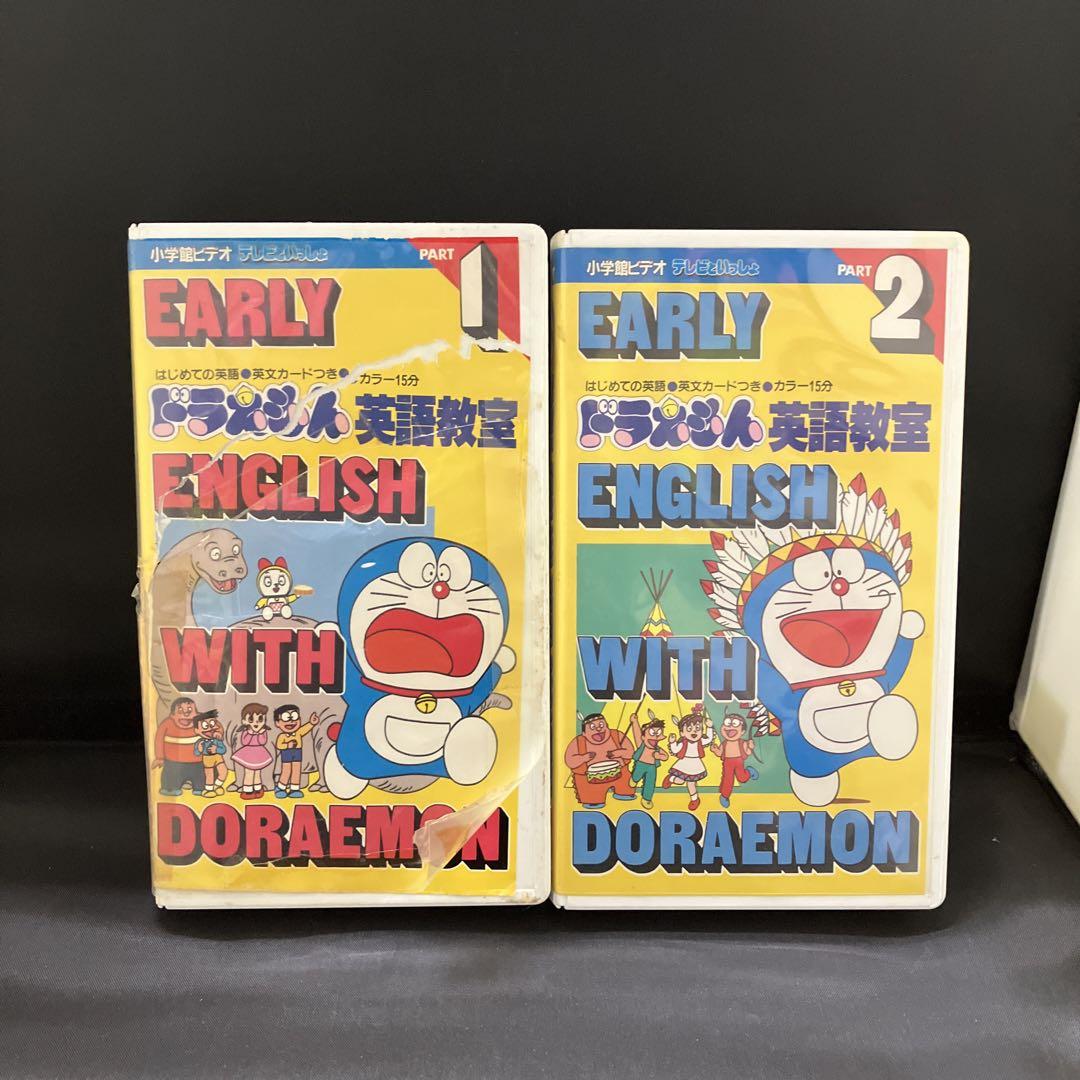 小学館ビデオ テレビといっしょ PART 1
EARLY
はじめての英語●英文カードつき●カラー15分
ドラえもん 英語教室
ENGLISH
WITH
DORAEMON
小学館ビデオ テレビといっしょ PART 2
EARLY
はじめての英語●英文カードつき●カラー15分
ドラえもん 英語教室
ENGLISH
WITH
DORAEMON